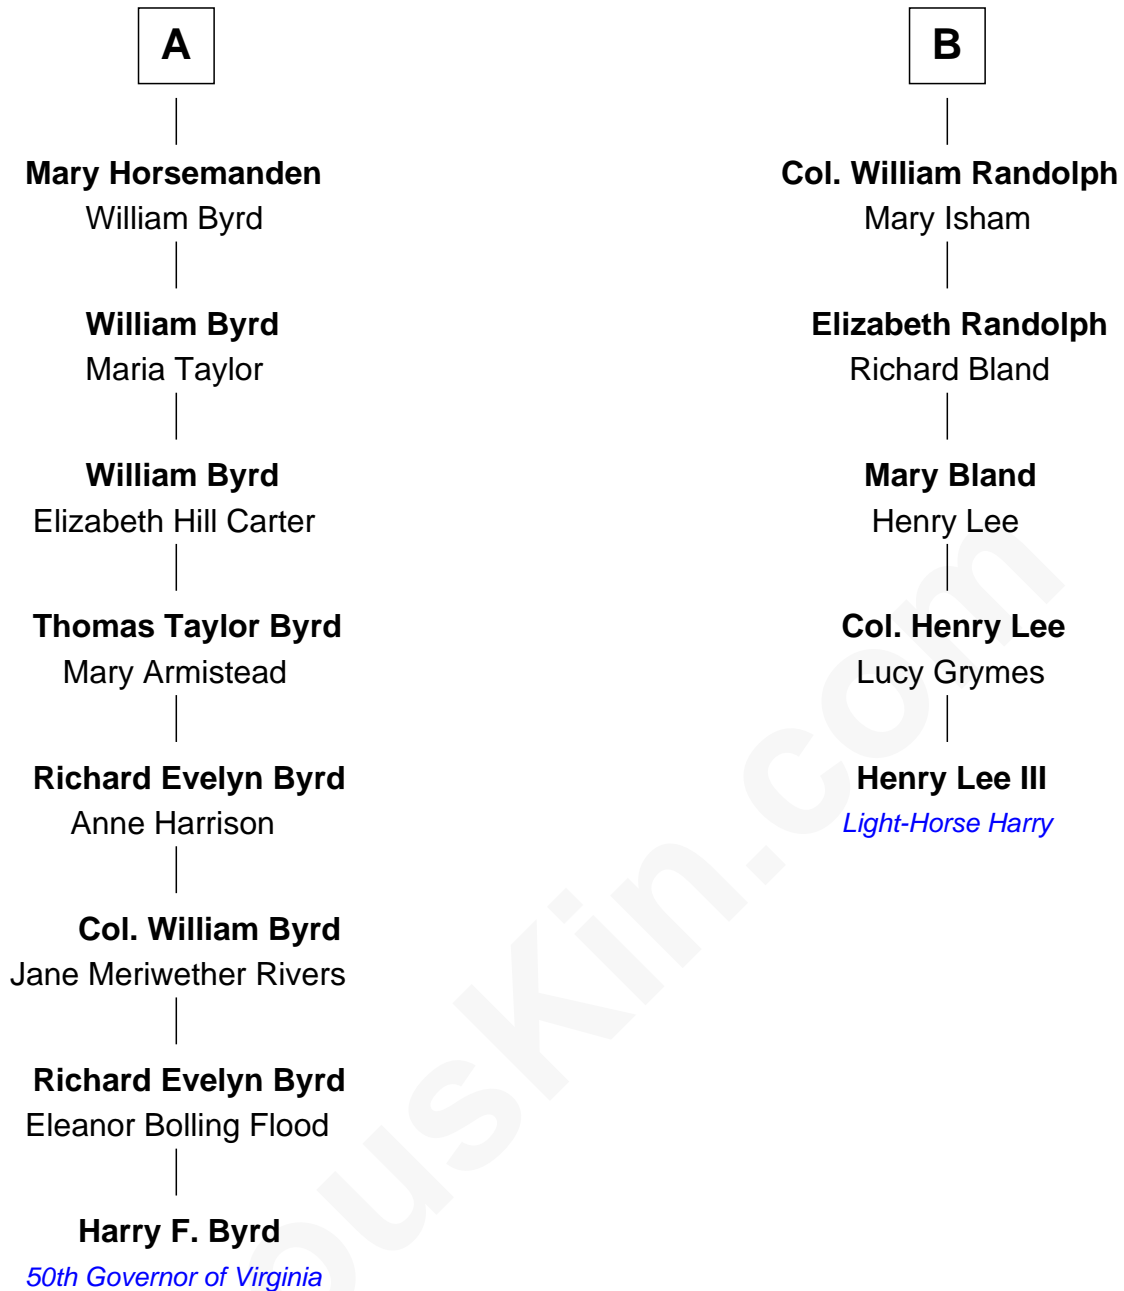 A
Mary Horsemanden
William Byrd
William Byrd
Maria Taylor
William Byrd
Elizabeth Hill Carter
Thomas Taylor Byrd
Mary Armistead
Richard Evelyn Byrd
Anne Harrison
Col. William Byrd
Jane Meriwether Rivers
Richard Evelyn Byrd
Eleanor Bolling Flood
Harry F. Byrd
50th Governor of Virginia
B
Col. William Randolph
Mary Isham
Elizabeth Randolph
Richard Bland
Mary Bland
Henry Lee
Col. Henry Lee
Lucy Grymes
Henry Lee III
Light-Horse Harry
ousKin.com